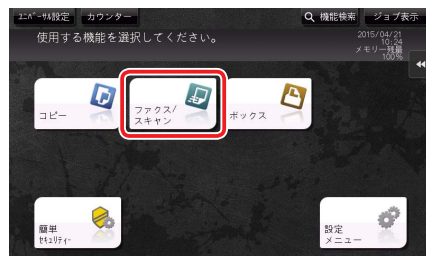 ﾕﾆﾊﾞｰｻﾙ設定 カウンター 機能検索 ジョブ表示
使用する機能を選択してください。
2015/04/21
10:24
メモリー残量
100%
コピー
ファクス/
スキャン
ボックス
簡単
ｾｷｭﾘﾃｨｰ
設定
メニュー